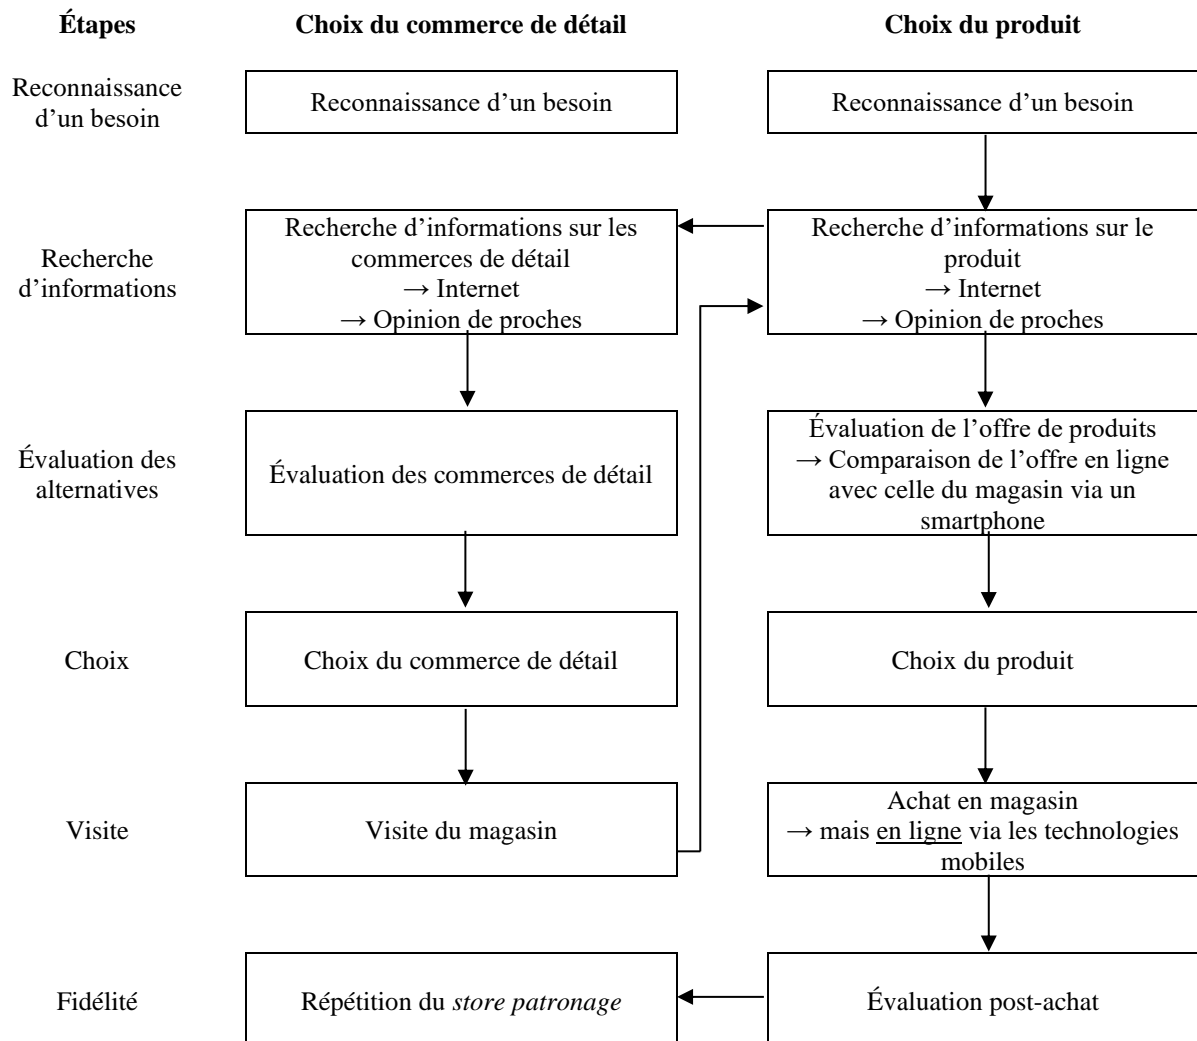 Étapes
Choix du commerce de détail
Choix du produit
Reconnaissance
d’un besoin
Reconnaissance d’un besoin
Reconnaissance d’un besoin
Recherche
d’informations
Recherche d’informations sur les
commerces de détail
→ Internet
→ Opinion de proches
Recherche d’informations sur le
produit
→ Internet
→ Opinion de proches
Évaluation des
alternatives
Évaluation des commerces de détail
Évaluation de l’offre de produits
→ Comparaison de l’offre en ligne
avec celle du magasin via un
smartphone
Choix
Choix du commerce de détail
Choix du produit
Visite
Visite du magasin
Achat en magasin
→ mais en ligne via les technologies
mobiles
Fidélité
Répétition du store patronage
Évaluation post-achat